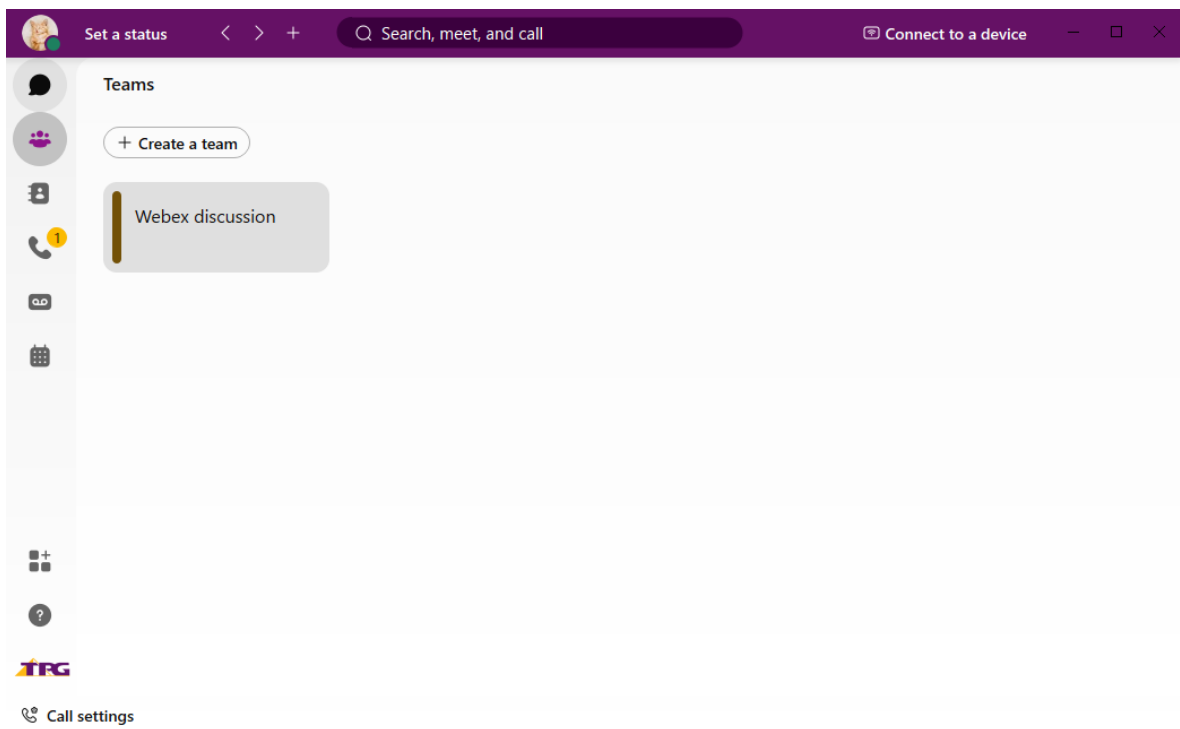 Set a status
Search, meet, and call
Connect to a device
Teams
+ Create a team
Webex discussion
1
TPG
Call settings